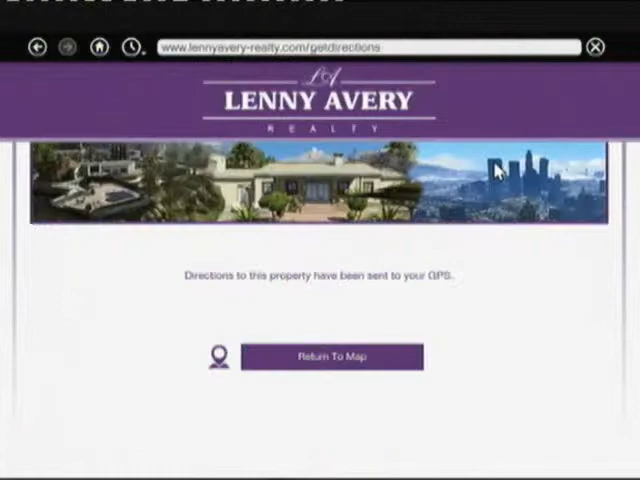 www.lennyavery-realty.com/getdirections
LA
LENNY AVERY
REALTY
Directions to this property have been sent to your GPS.
Return To Map